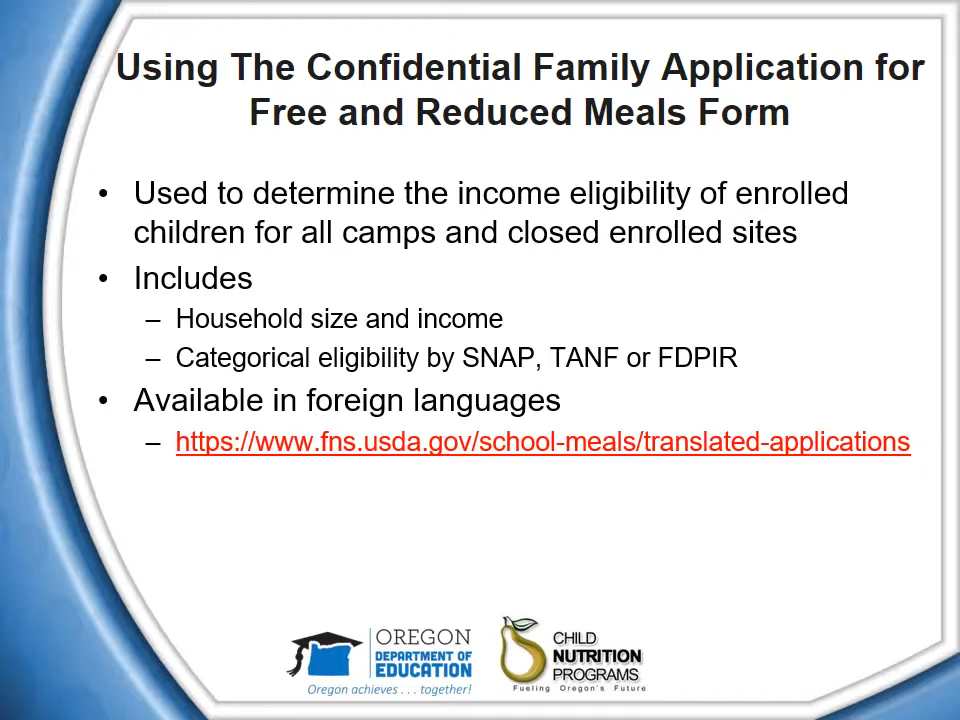 Using The Confidential Family Application for
Free and Reduced Meals Form
• Used to determine the income eligibility of enrolled
children for all camps and closed enrolled sites
• Includes
– Household size and income
– Categorical eligibility by SNAP, TANF or FDPIR
• Available in foreign languages
– https://www.fns.usda.gov/school-meals/translated-applications
OREGON
DEPARTMENT OF
EDUCATION
Oregon achieves . . . together!
CHILD
NUTRITION
PROGRAMS
Fueling Oregon's Future